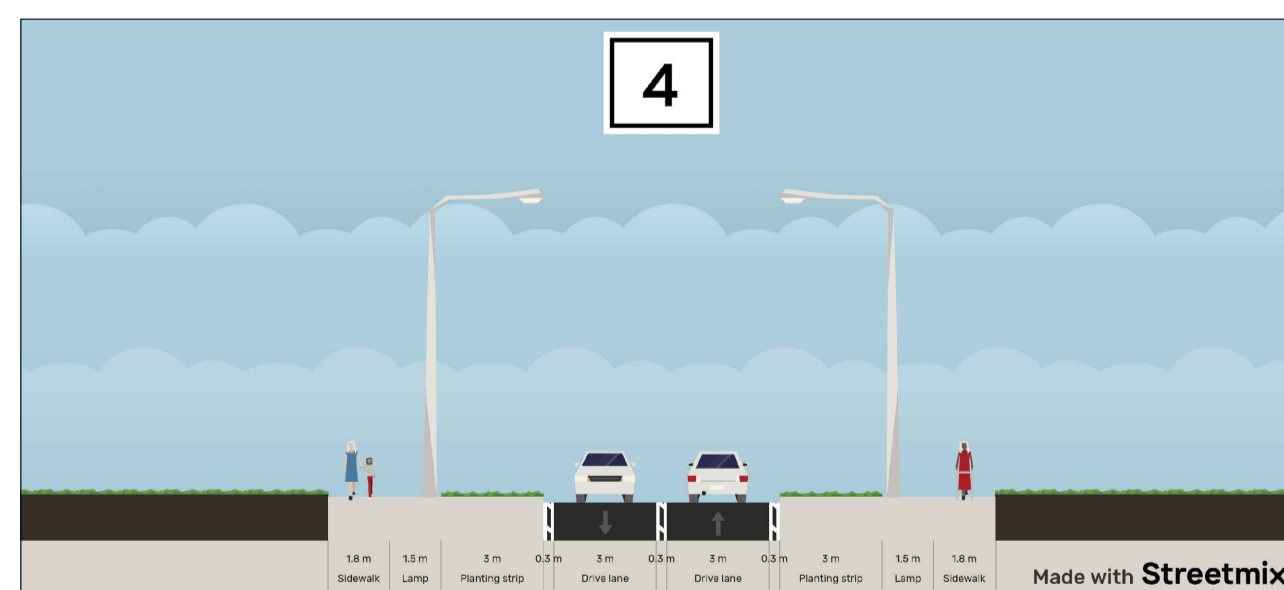 4
1.8 m 1.5 m 3 m 0.3 m 3 m 0.3 m 3 m 0.3 m 3 m 1.5 m 1.8 m
Sidewalk Lamp Planting strip Drive lane Drive lane Planting strip Lamp Sidewalk
Made with Streetmix